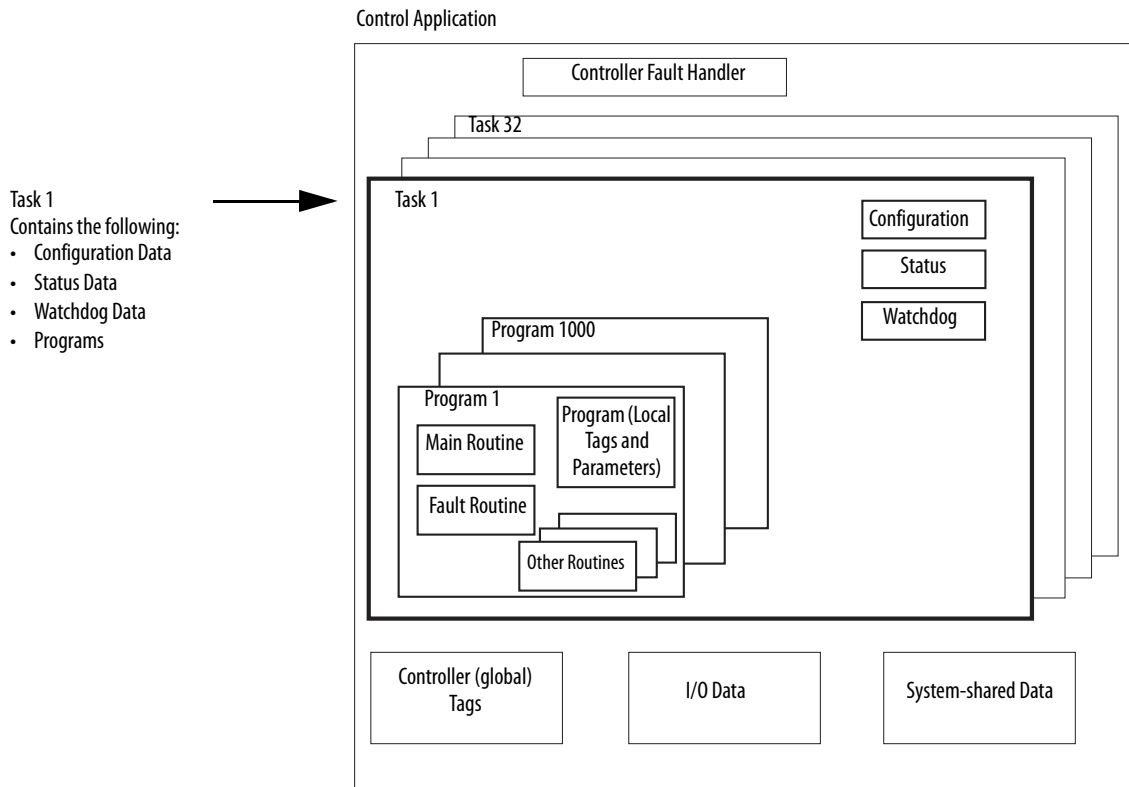 Control Application
Controller Fault Handler
Task 32
Task 1
Contains the following:
• Configuration Data
• Status Data
• Watchdog Data
• Programs
Task 1
Configuration
Status
Watchdog
Program 1000
Program 1
Main Routine
Fault Routine
Program (Local
Tags and
Parameters)
Other Routines
Controller (global)
Tags
I/O Data
System-shared Data